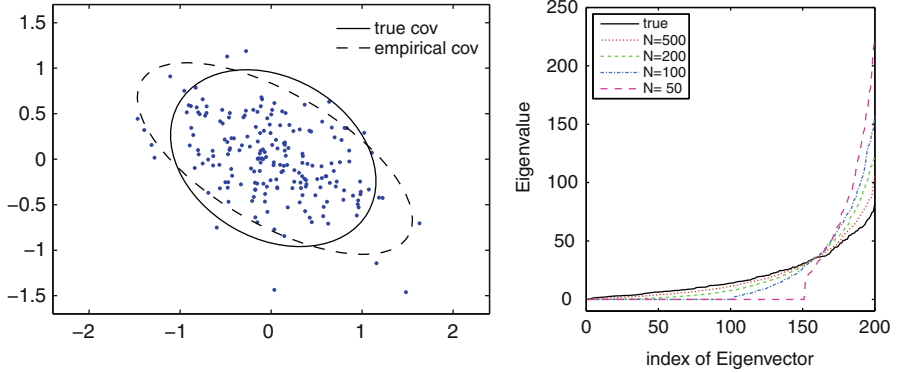 true cov
empirical cov
1.5
1
0.5
0
−0.5
−1
−1.5
−2
−1
0
1
2
true
N=500
N=200
N=100
N= 50
Eigenvalue
250
200
150
100
50
0
0
50
100
150
200
index of Eigenvector